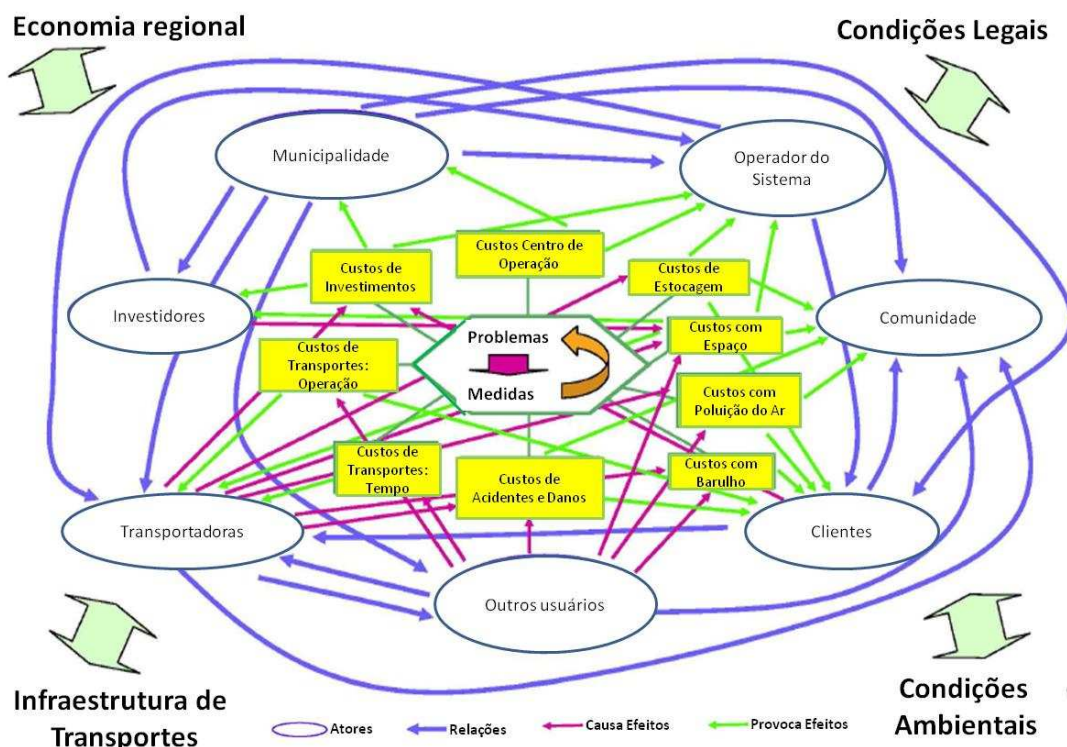 Economia regional
Condições Legais
Municipalidade
Operador do
Sistema
Custos Centro de
Operação
Custos de
Investimentos
Custos de
Estocagem
Investidores
Comunidade
Custos com
Espaço
Problemas
Medidas
Custos de
Transportes:
Operação
Custos com
Poluição do Ar
Custos de
Transportes:
Tempo
Custos de
Acidentes e Danos
Custos com
Barulho
Transportadoras
Clientes
Outros usuários
Infraestrutura de
Transportes
Condições
Ambientais
Atores
Relações
Causa Efeitos
Provoca Efeitos